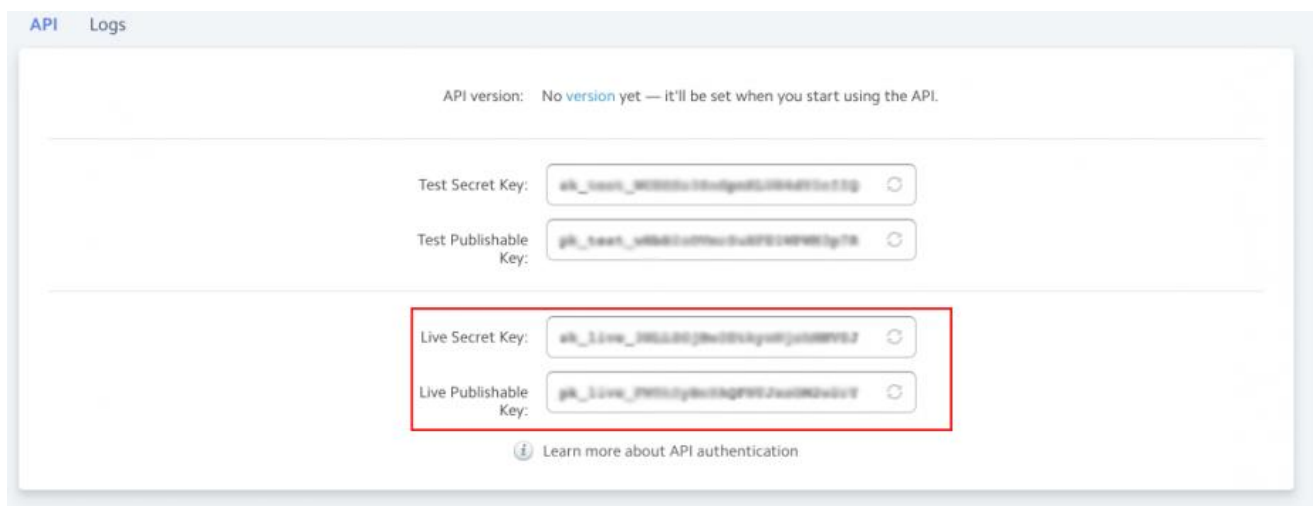 API Logs
API version: No version yet — it'll be set when you start using the API.
Test Secret Key:
Test Publishable
Key:
Live Secret Key:
Live Publishable
Key:
Learn more about API authentication